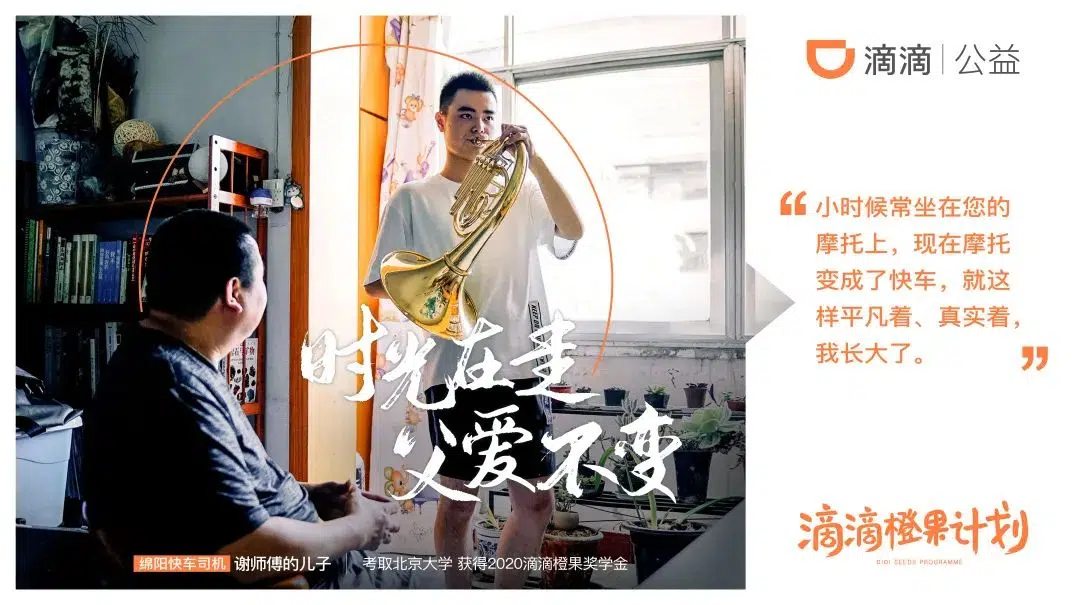 滴滴 公益
“小时候常坐在您的
摩托上，现在摩托
变成了快车，就这
样平凡着、真实着，
我长大了。”
时光在走
父爱不变
绵阳快车司机 谢师傅的儿子 | 考取北京大学 获得2020滴滴橙果奖学金
滴滴橙果计划
DIDI SEEDS PROGRAMME